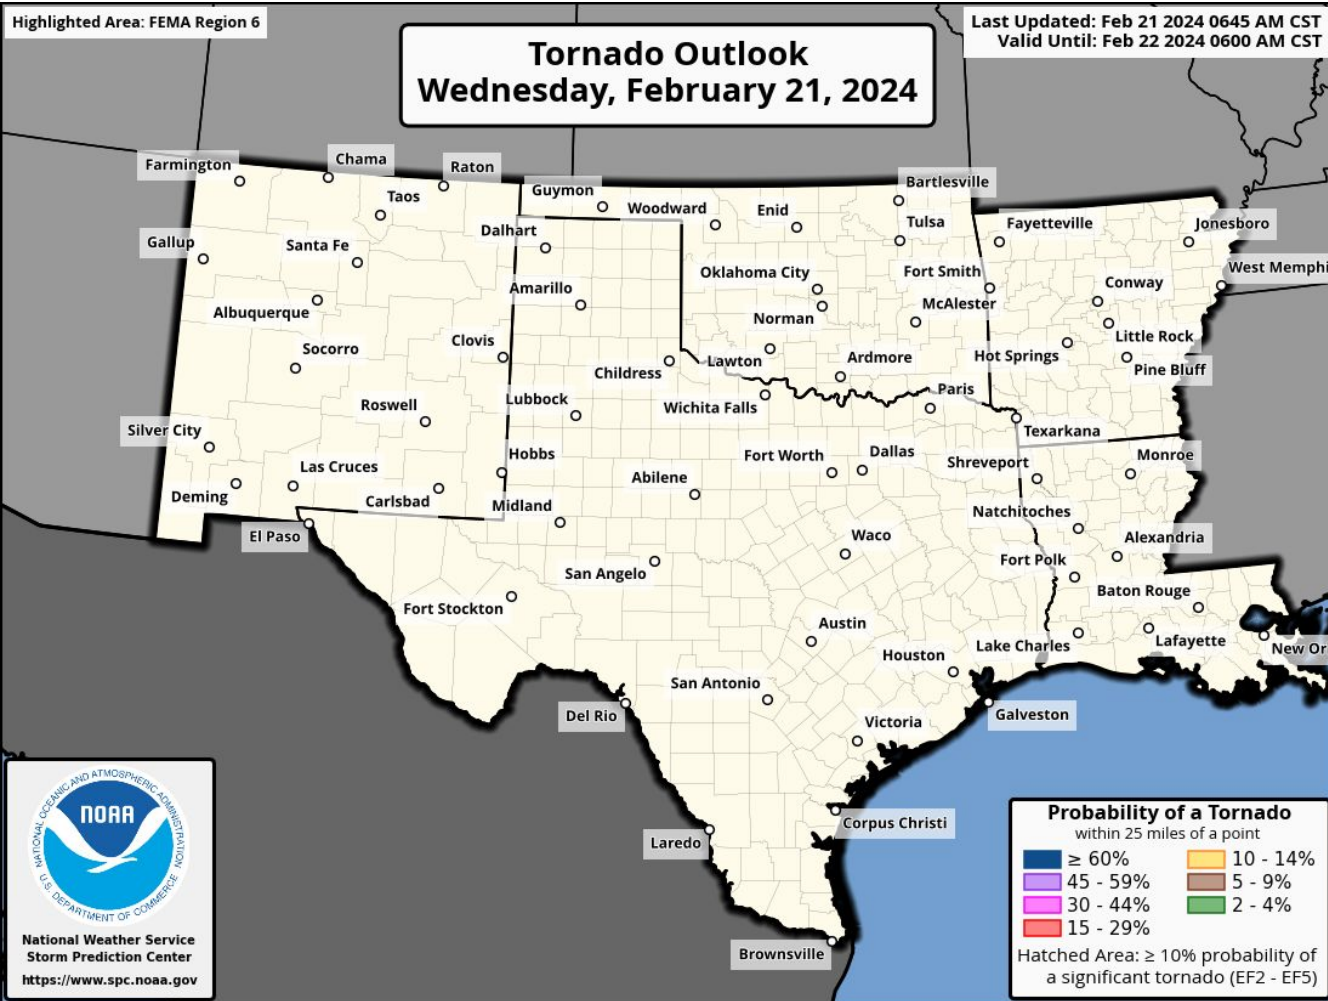 Highlighted Area: FEMA Region 6
Last Updated: Feb 21 2024 0645 AM CST
Valid Until: Feb 22 2024 0600 AM CST
Tornado Outlook
Wednesday, February 21, 2024
Farmington
Chama
Raton
Taos
Guymon
Woodward
Enid
Bartlesville
Tulsa
Fayetteville
Jonesboro
Gallup
Santa Fe
Dalhart
Oklahoma City
Fort Smith
West Memphi
Albuquerque
Amarillo
Norman
McAlester
Conway
Socorro
Clovis
Childress
Lawton
Ardmore
Hot Springs
Little Rock
Pine Bluff
Roswell
Lubbock
Wichita Falls
Paris
Texarkana
Silver City
Las Cruces
Hobbs
Abilene
Fort Worth
Dallas
Shreveport
Monroe
Deming
Carlsbad
Midland
Natchitoches
El Paso
San Angelo
Waco
Fort Polk
Alexandria
Fort Stockton
Baton Rouge
Austin
Houston
Lake Charles
Lafayette
New Or
San Antonio
Del Rio
Victoria
Galveston
Laredo
Corpus Christi
Brownsville
NATIONAL OCEANIC AND ATMOSPHERIC ADMINISTRATION
NOAA
U.S. DEPARTMENT OF COMMERCE
National Weather Service
Storm Prediction Center
https://www.spc.noaa.gov
Probability of a Tornado
within 25 miles of a point
≥ 60% 10 - 14%
45 - 59% 5 - 9%
30 - 44% 2 - 4%
15 - 29%
Hatched Area: ≥ 10% probability of
a significant tornado (EF2 - EF5)